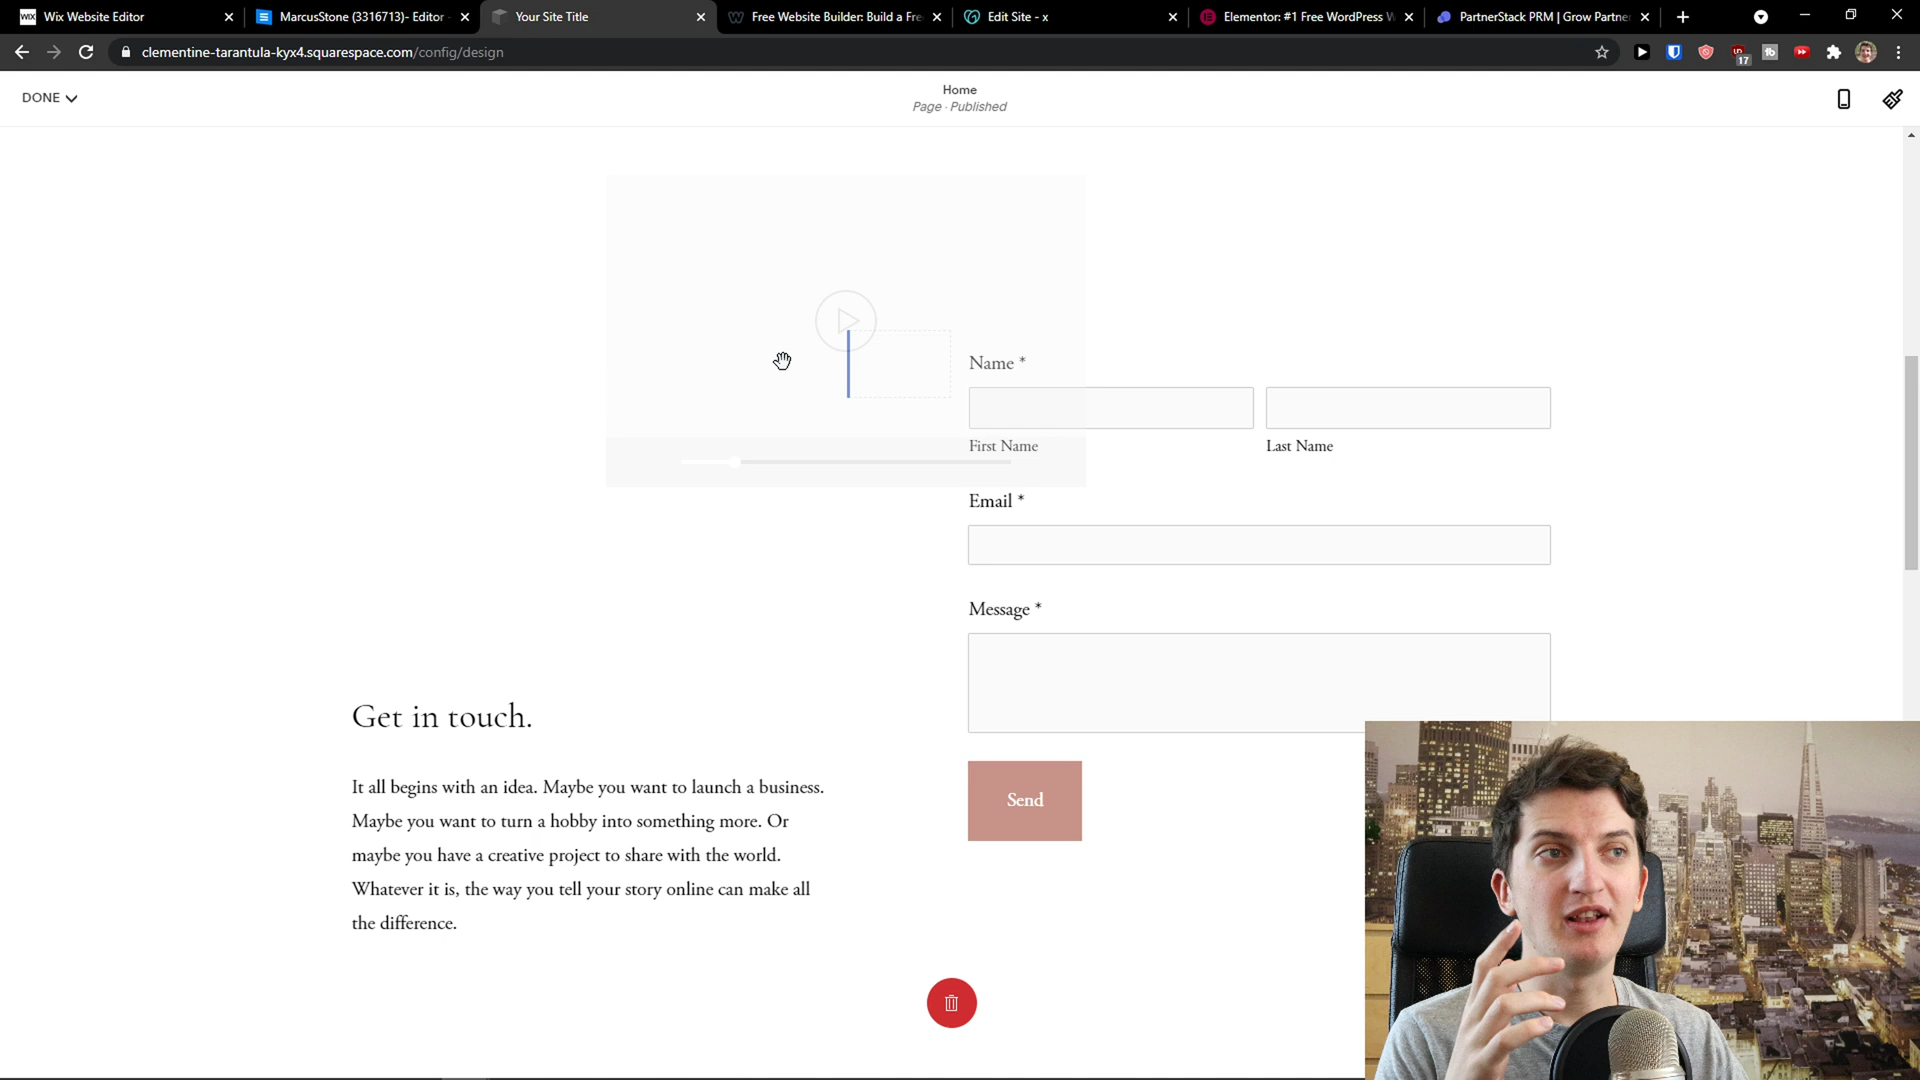 WIX Wix Website Editor
MarcusStone (3316713)- Editor
Your Site Title
Free Website Builder: Build a Fre
Edit Site - x
Elementor: #1 Free WordPress W
PartnerStack PRM | Grow Partne
clementine-tarantula-kyx4.squarespace.com/config/design
17
DONE
Home
Page · Published
Name *
First Name
Last Name
Email *
Message *
Send
Get in touch.
It all begins with an idea. Maybe you want to launch a business.
Maybe you want to turn a hobby into something more. Or
maybe you have a creative project to share with the world.
Whatever it is, the way you tell your story online can make all
the difference.